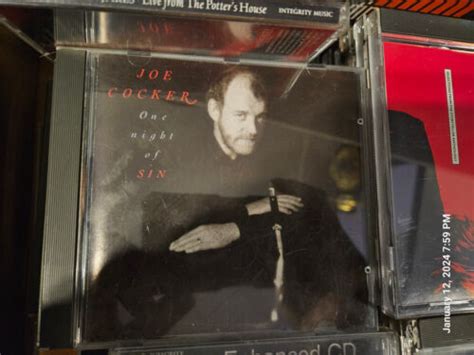 Live from The Potter's House
INTEGRITY MUSIC
JOE
COCKER
One
night
of
SIN
January 12, 2024 7:59 PM
Enhanced CD